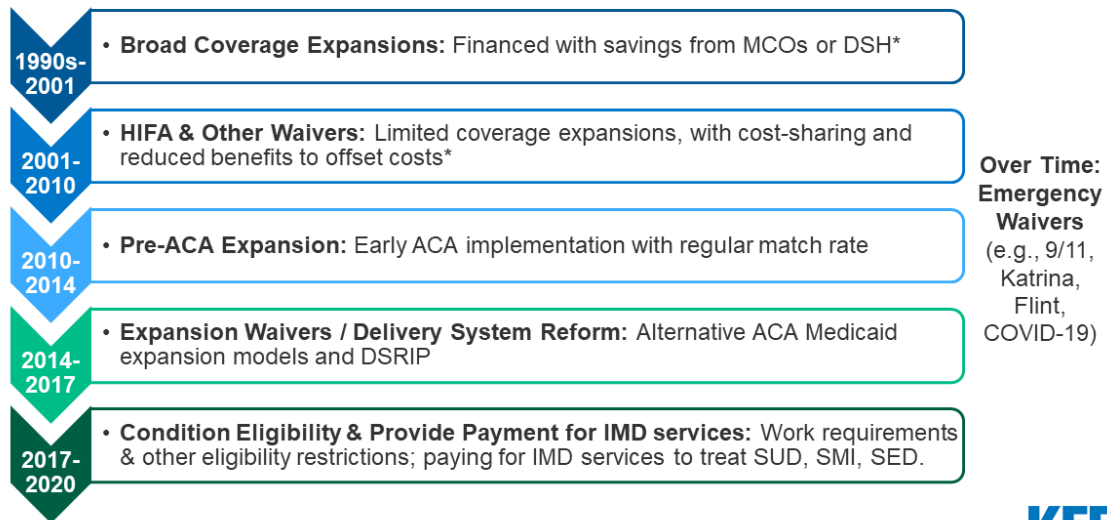 1990s-
2001
• Broad Coverage Expansions: Financed with savings from MCOs or DSH*
2001-
2010
• HIFA & Other Waivers: Limited coverage expansions, with cost-sharing and
reduced benefits to offset costs*
2010-
2014
• Pre-ACA Expansion: Early ACA implementation with regular match rate
2014-
2017
• Expansion Waivers / Delivery System Reform: Alternative ACA Medicaid
expansion models and DSRIP
2017-
2020
• Condition Eligibility & Provide Payment for IMD services: Work requirements
& other eligibility restrictions; paying for IMD services to treat SUD, SMI, SED.
Over Time:
Emergency
Waivers
(e.g., 9/11,
Katrina,
Flint,
COVID-19)